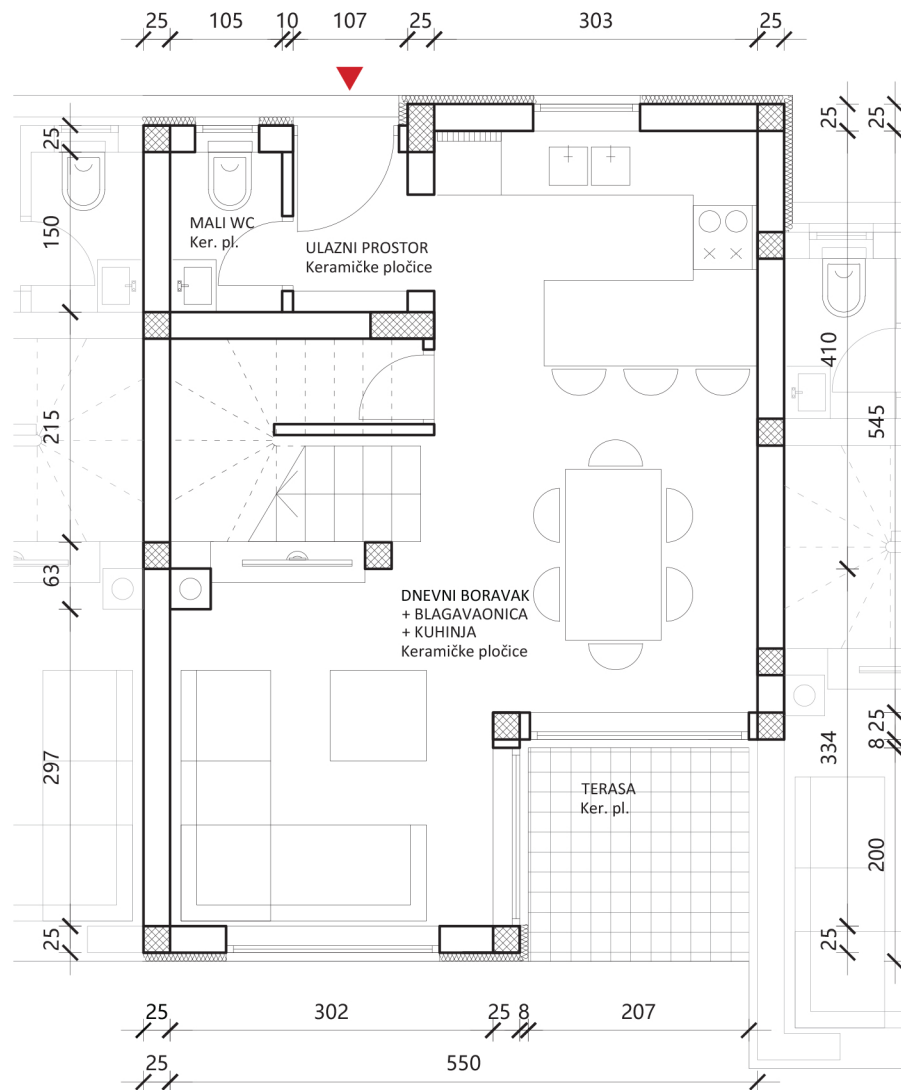 25 105 10 107 25 303 25
25
25
25
150
MALI WC
Ker. pl.
ULAZNI PROSTOR
Keramičke pločice
410
215
545
63
DNEVNI BORAVAK
+ BLAGAVAONICA
+ KUHINJA
Keramičke pločice
25
8
334
297
TERASA
Ker. pl.
200
25
25
25 302 25 8 207
25 550